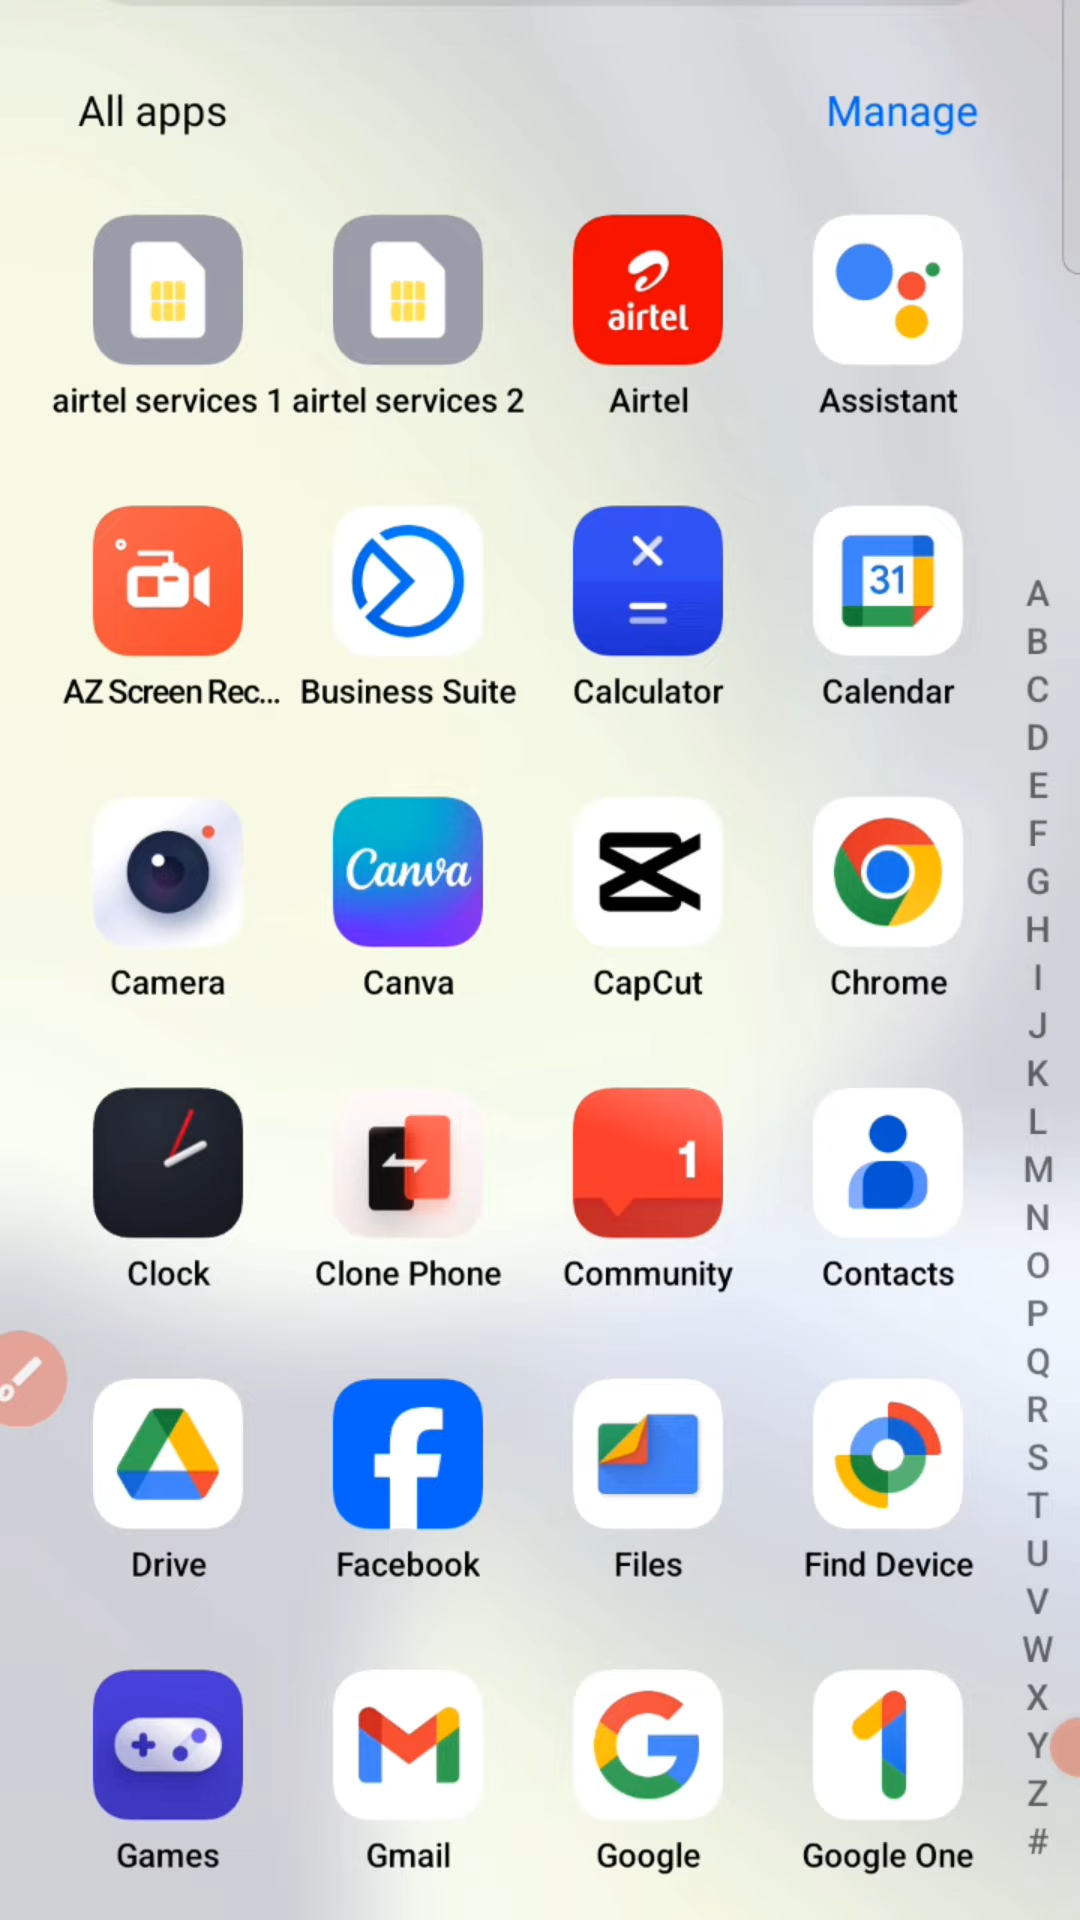 All apps Manage
airtel
airtel services 1 airtel services 2 Airtel Assistant
31
AZ Screen Rec... Business Suite Calculator Calendar
Canva
Camera Canva CapCut Chrome
1
Clock Clone Phone Community Contacts
Drive Facebook Files Find Device
Games Gmail Google Google One
A
B
C
D
E
F
G
H
I
J
K
L
M
N
O
P
Q
R
S
T
U
V
W
X
Y
Z
#